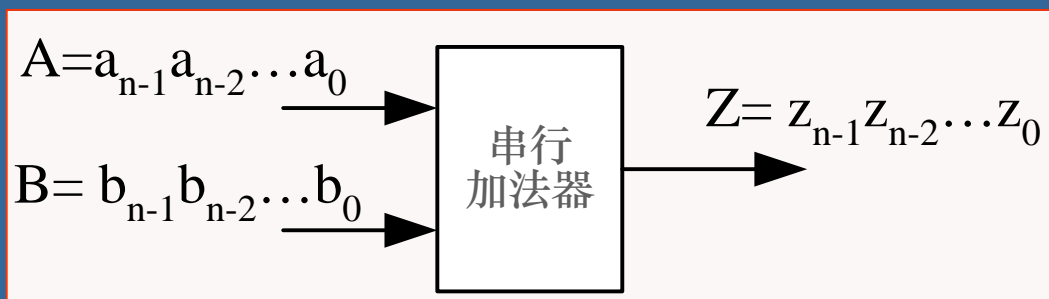 A=aₙ₋₁aₙ₋₂…a₀
B= bₙ₋₁bₙ₋₂…b₀
串行
加法器
Z= zₙ₋₁zₙ₋₂…z₀